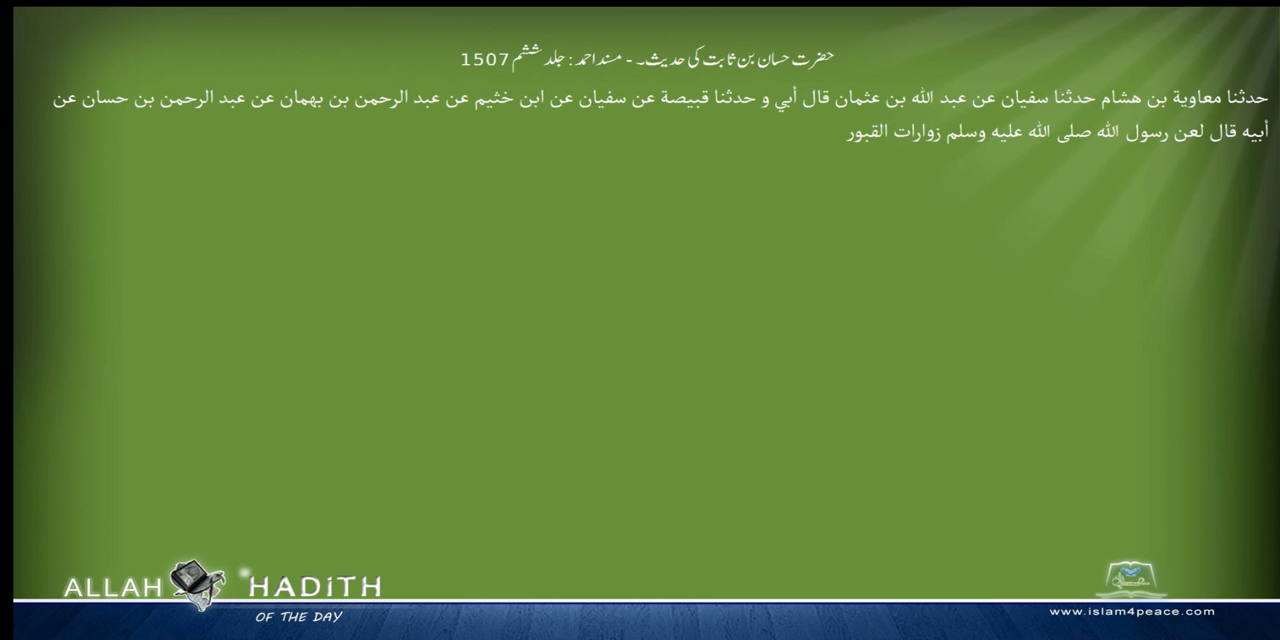 حضرت حسان بن ثابت کی حدیث۔ - مسند احمد : جلد ششم 1507
حدثنا معاوية بن هشام حدثنا سفيان عن عبد الله بن عثمان قال أبي و حدثنا قبيصة عن سفيان عن ابن خثيم عن عبد الرحمن بن بهمان عن عبد الرحمن بن حسان عن
أبيه قال لعن رسول الله صلى الله عليه وسلم زوارات القبور
ALLAH HADITH
OF THE DAY
www.islam4peace.com